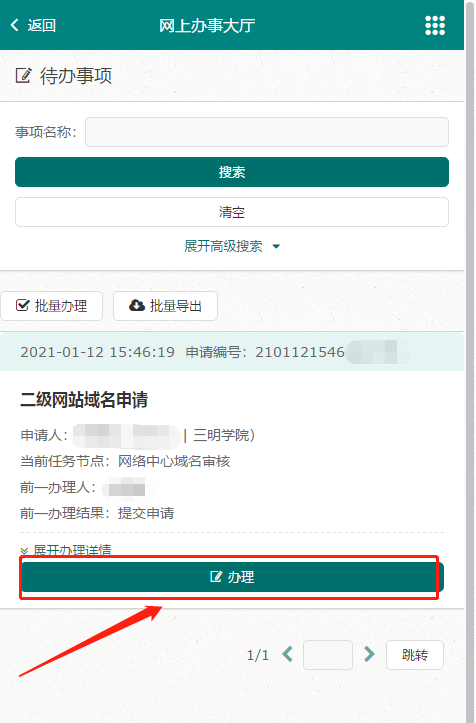 返回 网上办事大厅
待办事项
事项名称：
搜索
清空
展开高级搜索
批量办理 批量导出
2021-01-12 15:46:19 申请编号：2101121546
二级网站域名申请
申请人： | 三明学院）
当前任务节点：网络中心域名审核
前一办理人：
前一办理结果：提交申请
展开办理详情
办理
1/1 跳转